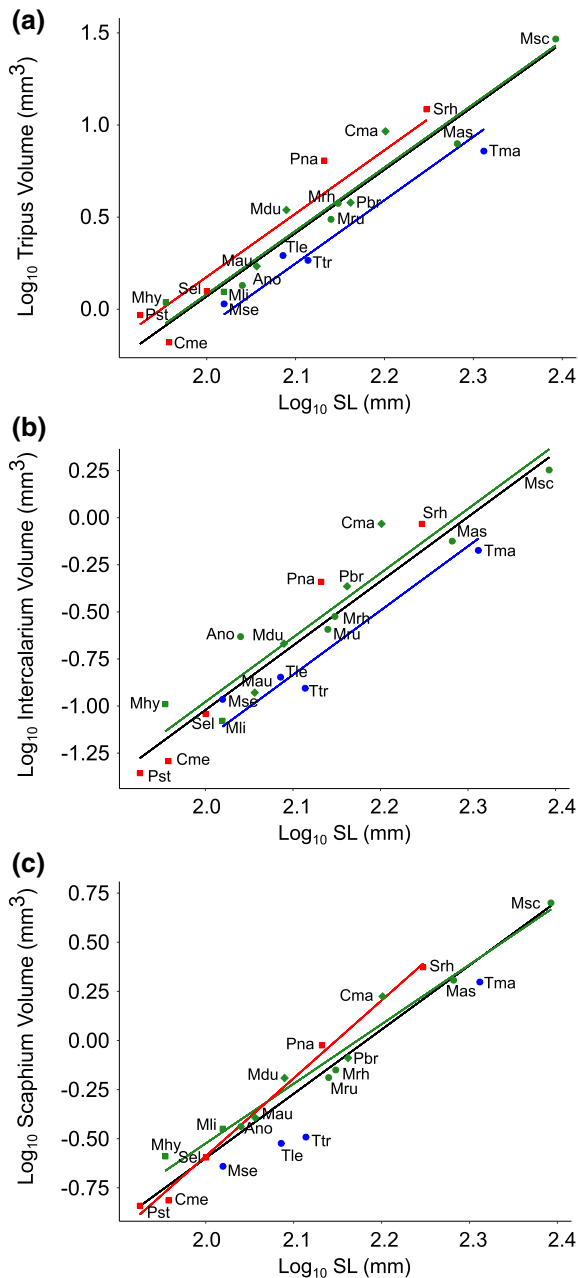 (a)
Log10 Tripus Volume (mm3)
1.5
1.0
0.5
0.0
Msc
Srh
Cma
Mas
Tma
Pna
Mrh
Pbr
Mdu
Mru
Tle
Ttr
Mau
Ano
Sel
Mli
Mhy
Pst
Mse
Cme
2.0
2.1
2.2
2.3
2.4
Log10 SL (mm)
(b)
Log10 Intercalarium Volume (mm3)
0.25
0.00
-0.25
-0.50
-0.75
-1.00
-1.25
Msc
Srh
Cma
Mas
Tma
Pna
Pbr
Mrh
Mru
Ano
Mdu
Tle
Ttr
Mau
Mhy
Mse
Sel
Mli
Cme
Pst
2.0
2.1
2.2
2.3
2.4
Log10 SL (mm)
(c)
Log10 Scaphium Volume (mm3)
0.75
0.50
0.25
0.00
-0.25
-0.50
-0.75
Msc
Srh
Cma
Mas
Tma
Pna
Pbr
Mrh
Mru
Mdu
Mau
Mli
Ano
Ttr
Tle
Mhy
Sel
Mse
Cme
Pst
2.0
2.1
2.2
2.3
2.4
Log10 SL (mm)